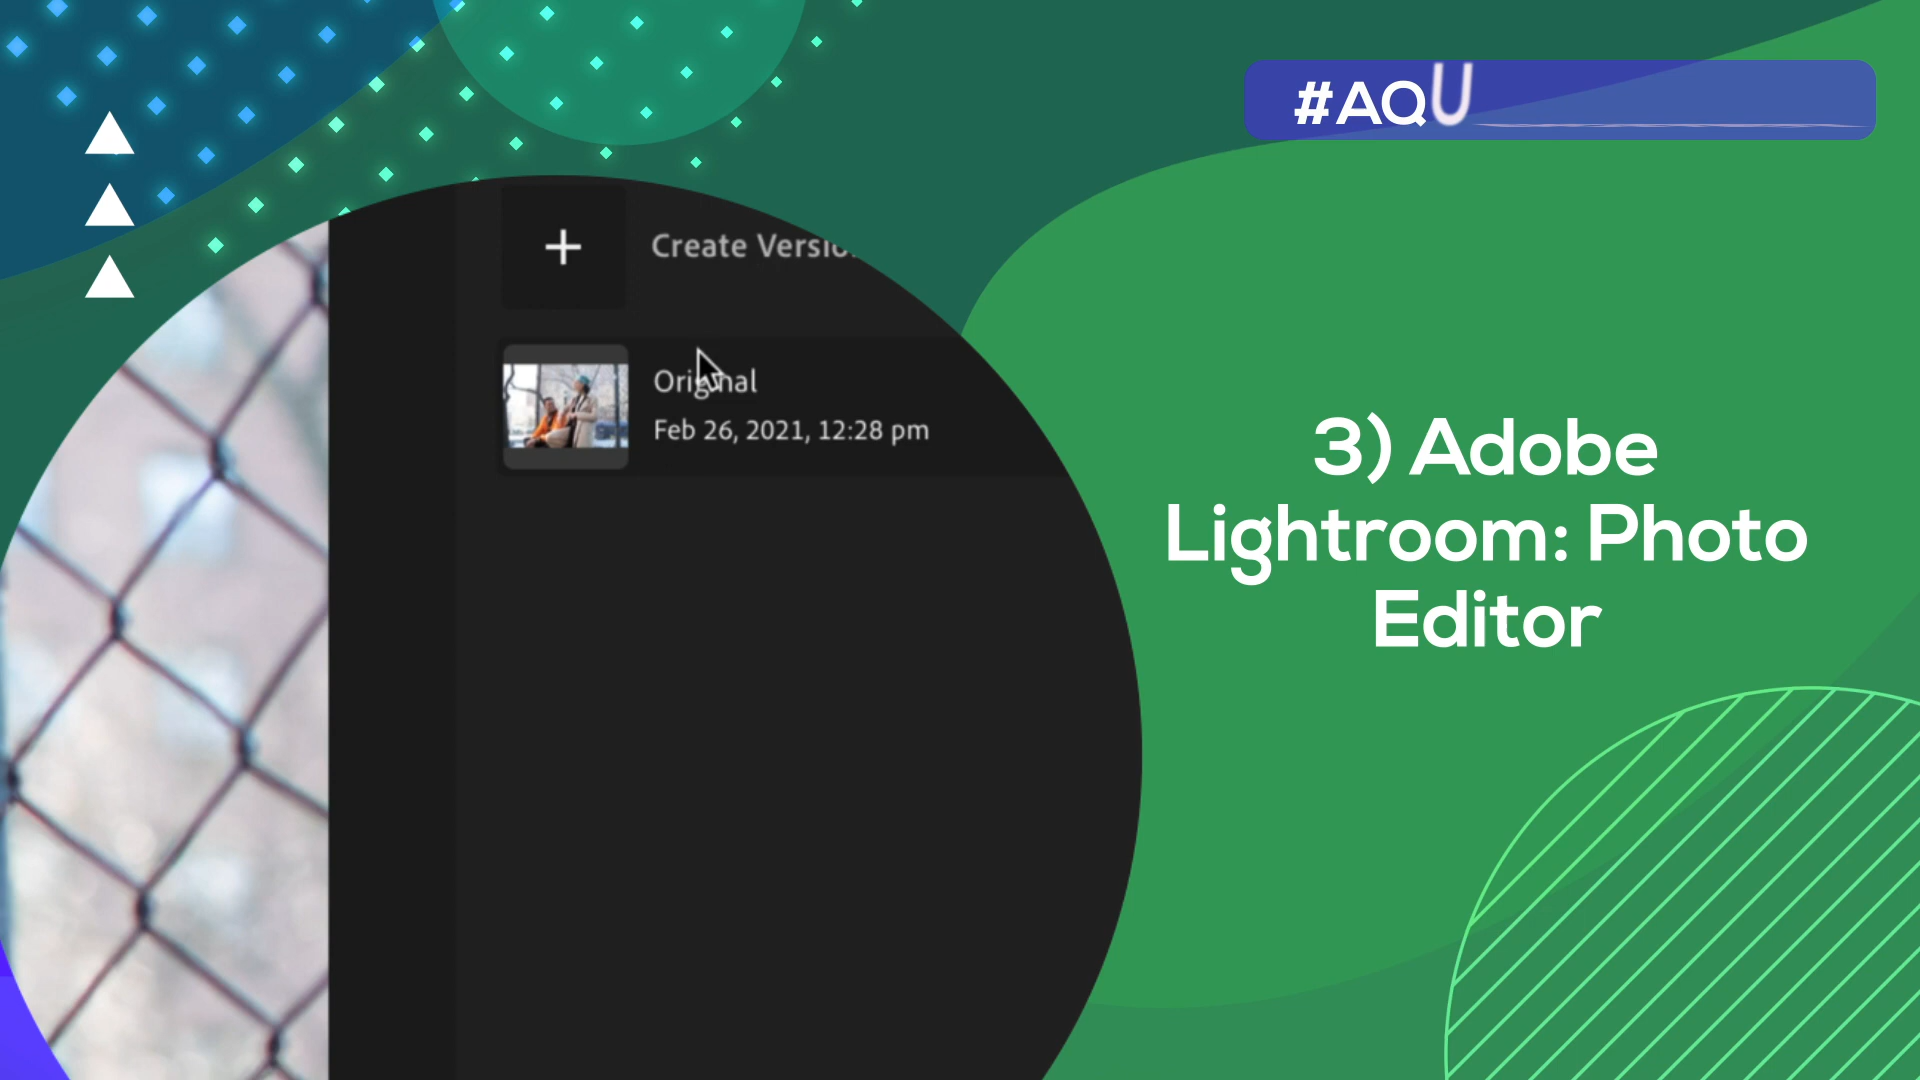 #AQU
Create Versio
Original
Feb 26, 2021, 12:28 pm
3) Adobe
Lightroom: Photo
Editor